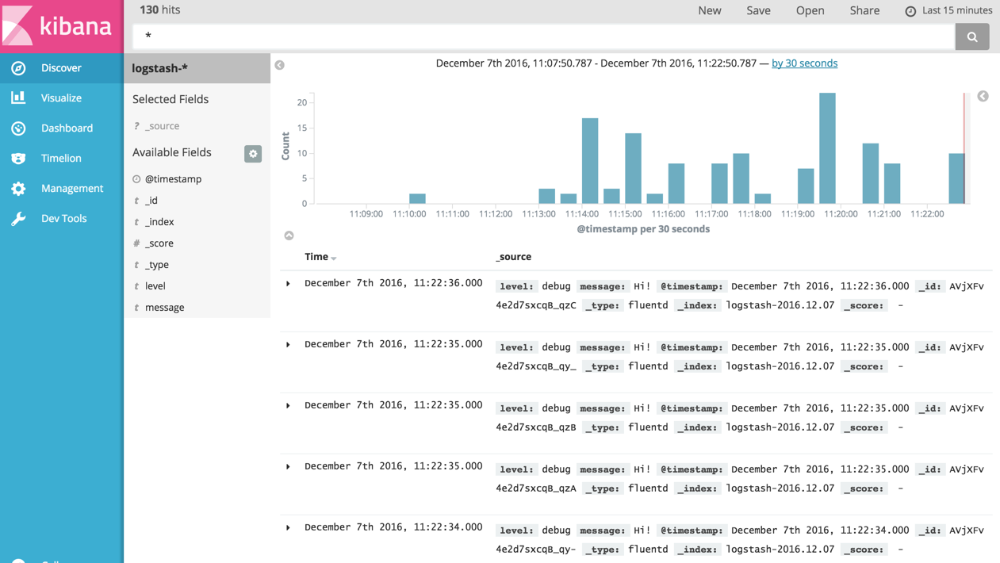 kibana
130 hits
New Save Open Share Last 15 minutes
*
Discover
Visualize
Dashboard
Timelion
Management
Dev Tools
logstash-*
Selected Fields
? _source
Available Fields
@timestamp
t _id
t _index
# _score
t _type
t level
t message
December 7th 2016, 11:07:50.787 - December 7th 2016, 11:22:50.787 — by 30 seconds
Count
20
15
10
5
0
11:09:00 11:10:00 11:11:00 11:12:00 11:13:00 11:14:00 11:15:00 11:16:00 11:17:00 11:18:00 11:19:00 11:20:00 11:21:00 11:22:00
@timestamp per 30 seconds
Time _source
December 7th 2016, 11:22:36.000 level: debug message: Hi! @timestamp: December 7th 2016, 11:22:36.000 _id: AVjXFv
4e2d7sxcqB_qzC _type: fluentd _index: logstash-2016.12.07 _score: -
December 7th 2016, 11:22:35.000 level: debug message: Hi! @timestamp: December 7th 2016, 11:22:35.000 _id: AVjXFv
4e2d7sxcqB_qy_ _type: fluentd _index: logstash-2016.12.07 _score: -
December 7th 2016, 11:22:35.000 level: debug message: Hi! @timestamp: December 7th 2016, 11:22:35.000 _id: AVjXFv
4e2d7sxcqB_qzB _type: fluentd _index: logstash-2016.12.07 _score: -
December 7th 2016, 11:22:35.000 level: debug message: Hi! @timestamp: December 7th 2016, 11:22:35.000 _id: AVjXFv
4e2d7sxcqB_qzA _type: fluentd _index: logstash-2016.12.07 _score: -
December 7th 2016, 11:22:34.000 level: debug message: Hi! @timestamp: December 7th 2016, 11:22:34.000 _id: AVjXFv
4e2d7sxcqB_qy- _type: fluentd _index: logstash-2016.12.07 _score: -